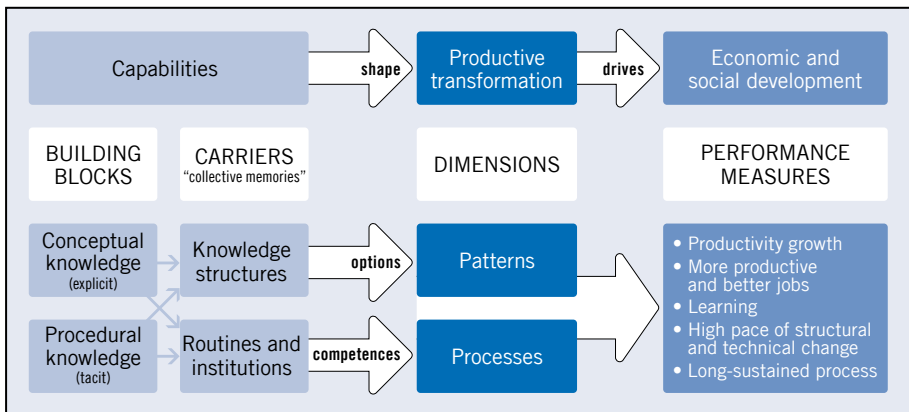 Capabilities
shape
Productive
transformation
drives
Economic and
social development
BUILDING
BLOCKS
CARRIERS
“collective memories”
DIMENSIONS
PERFORMANCE
MEASURES
Conceptual
knowledge
(explicit)
Knowledge
structures
options
Patterns
Procedural
knowledge
(tacit)
Routines and
institutions
competences
Processes
• Productivity growth
• More productive
and better jobs
• Learning
• High pace of structural
and technical change
• Long-sustained process